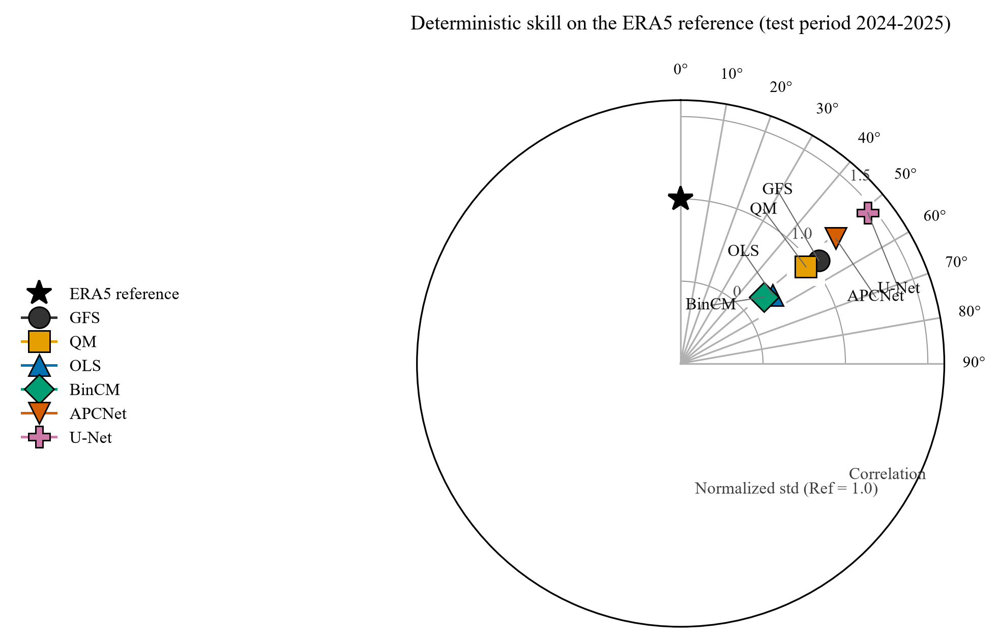 Deterministic skill on the ERA5 reference (test period 2024-2025)
0°
10°
20°
30°
40°
50°
60°
70°
80°
90°
1.5
1.0
0
GFS
QM
OLS
BinCM
U-Net
APCNet
ERA5 reference
GFS
QM
OLS
BinCM
APCNet
U-Net
Correlation
Normalized std (Ref = 1.0)